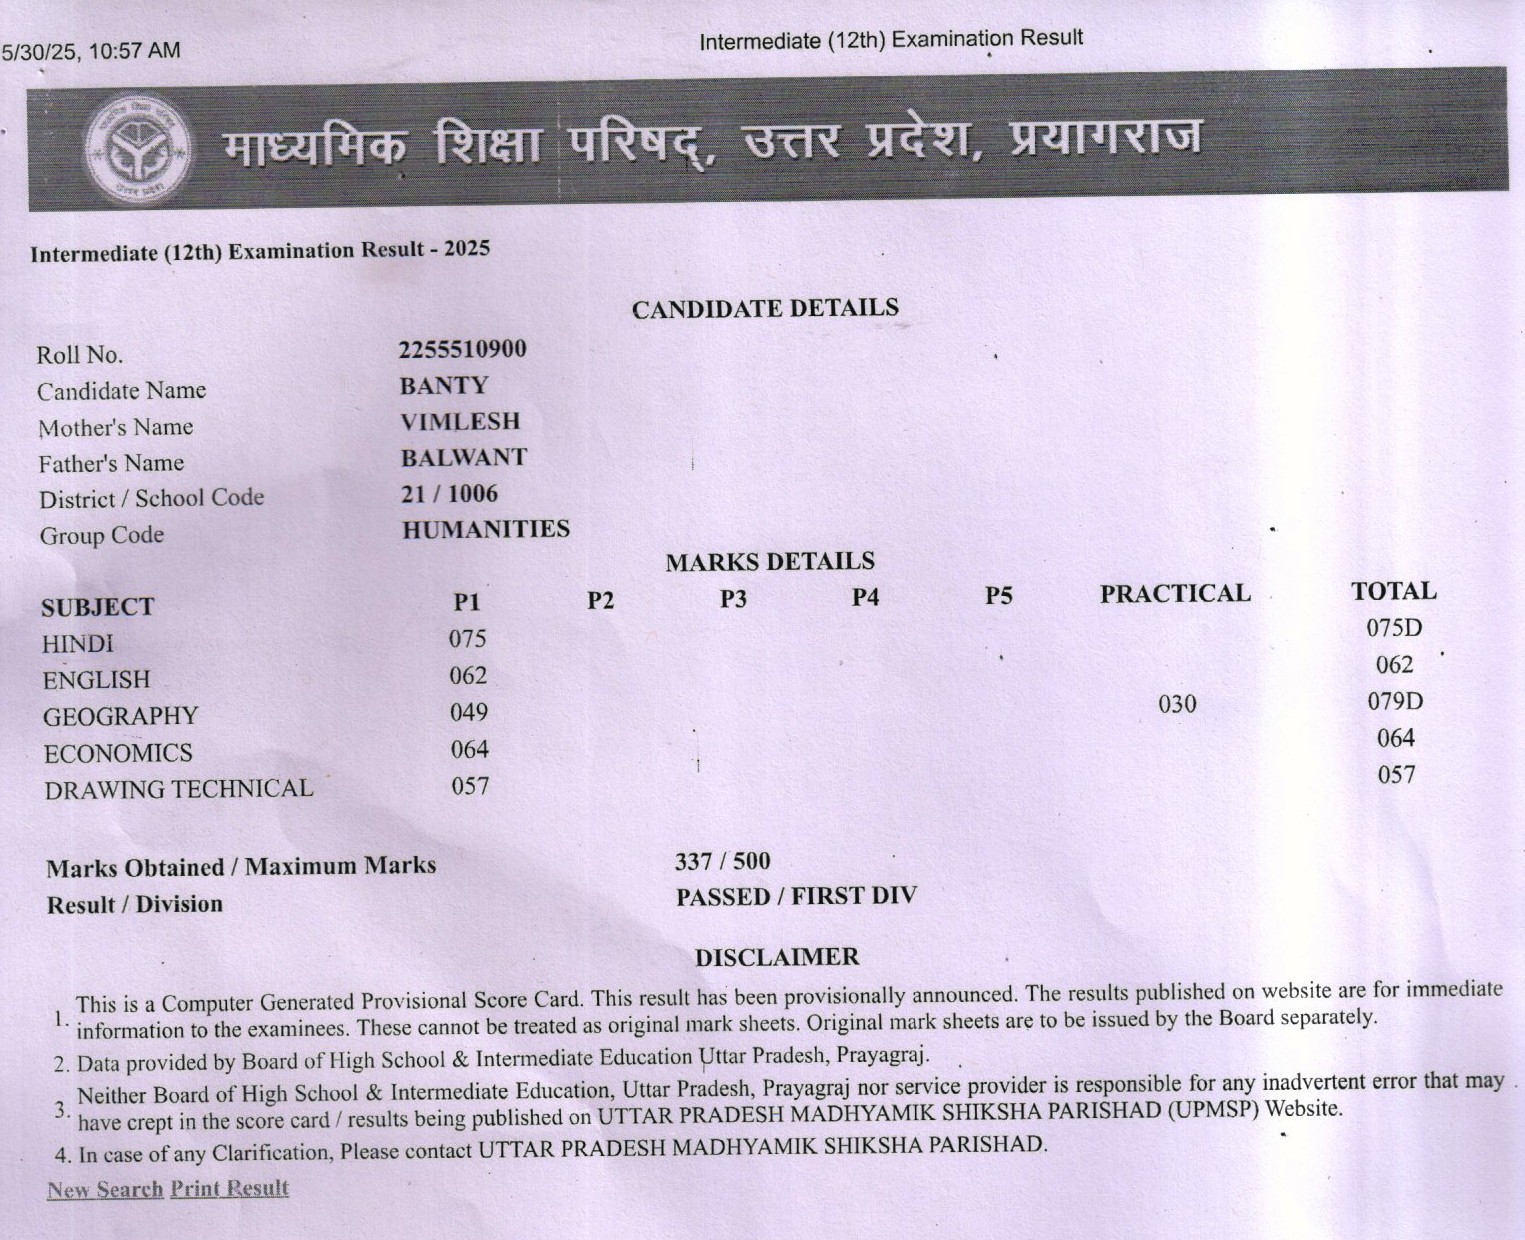 5/30/25, 10:57 AM
Intermediate (12th) Examination Result
माध्यमिक शिक्षा परिषद्, उत्तर प्रदेश, प्रयागराज
उत्तर प्रदेश
Intermediate (12th) Examination Result - 2025
CANDIDATE DETAILS
Roll No. 2255510900
Candidate Name BANTY
Mother's Name VIMLESH
Father's Name BALWANT
District / School Code 21 / 1006
Group Code HUMANITIES
MARKS DETAILS
SUBJECT P1 P2 P3 P4 P5 PRACTICAL TOTAL
HINDI 075 075D
ENGLISH 062 062
GEOGRAPHY 049 030 079D
ECONOMICS 064 064
DRAWING TECHNICAL 057 057
Marks Obtained / Maximum Marks 337 / 500
Result / Division PASSED / FIRST DIV
DISCLAIMER
1. This is a Computer Generated Provisional Score Card. This result has been provisionally announced. The results published on website are for immediate
information to the examinees. These cannot be treated as original mark sheets. Original mark sheets are to be issued by the Board separately.
2. Data provided by Board of High School & Intermediate Education Uttar Pradesh, Prayagraj.
3. Neither Board of High School & Intermediate Education, Uttar Pradesh, Prayagraj nor service provider is responsible for any inadvertent error that may
have crept in the score card / results being published on UTTAR PRADESH MADHYAMIK SHIKSHA PARISHAD (UPMSP) Website.
4. In case of any Clarification, Please contact UTTAR PRADESH MADHYAMIK SHIKSHA PARISHAD.
New Search Print Result